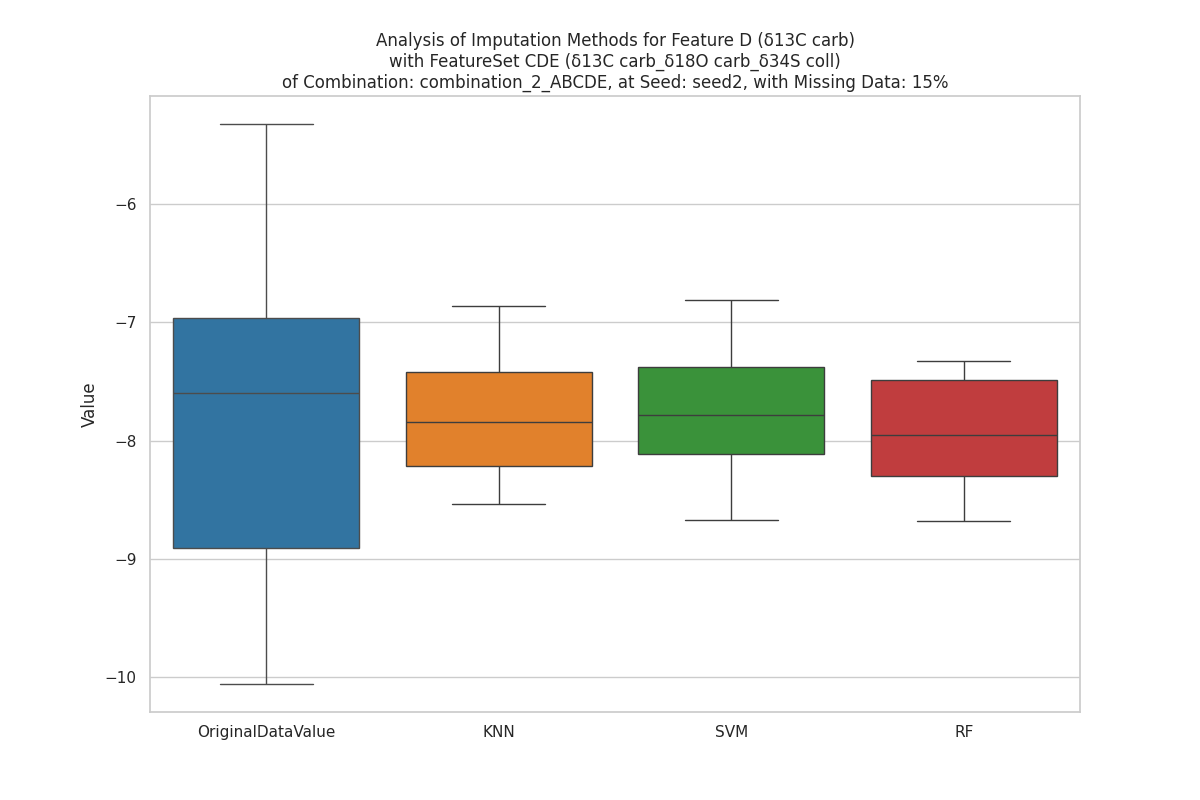 Analysis of Imputation Methods for Feature D (δ13C carb)
with FeatureSet CDE (δ13C carb_δ18O carb_δ34S coll)
of Combination: combination_2_ABCDE, at Seed: seed2, with Missing Data: 15%
Value
−6
−7
−8
−9
−10
OriginalDataValue
KNN
SVM
RF